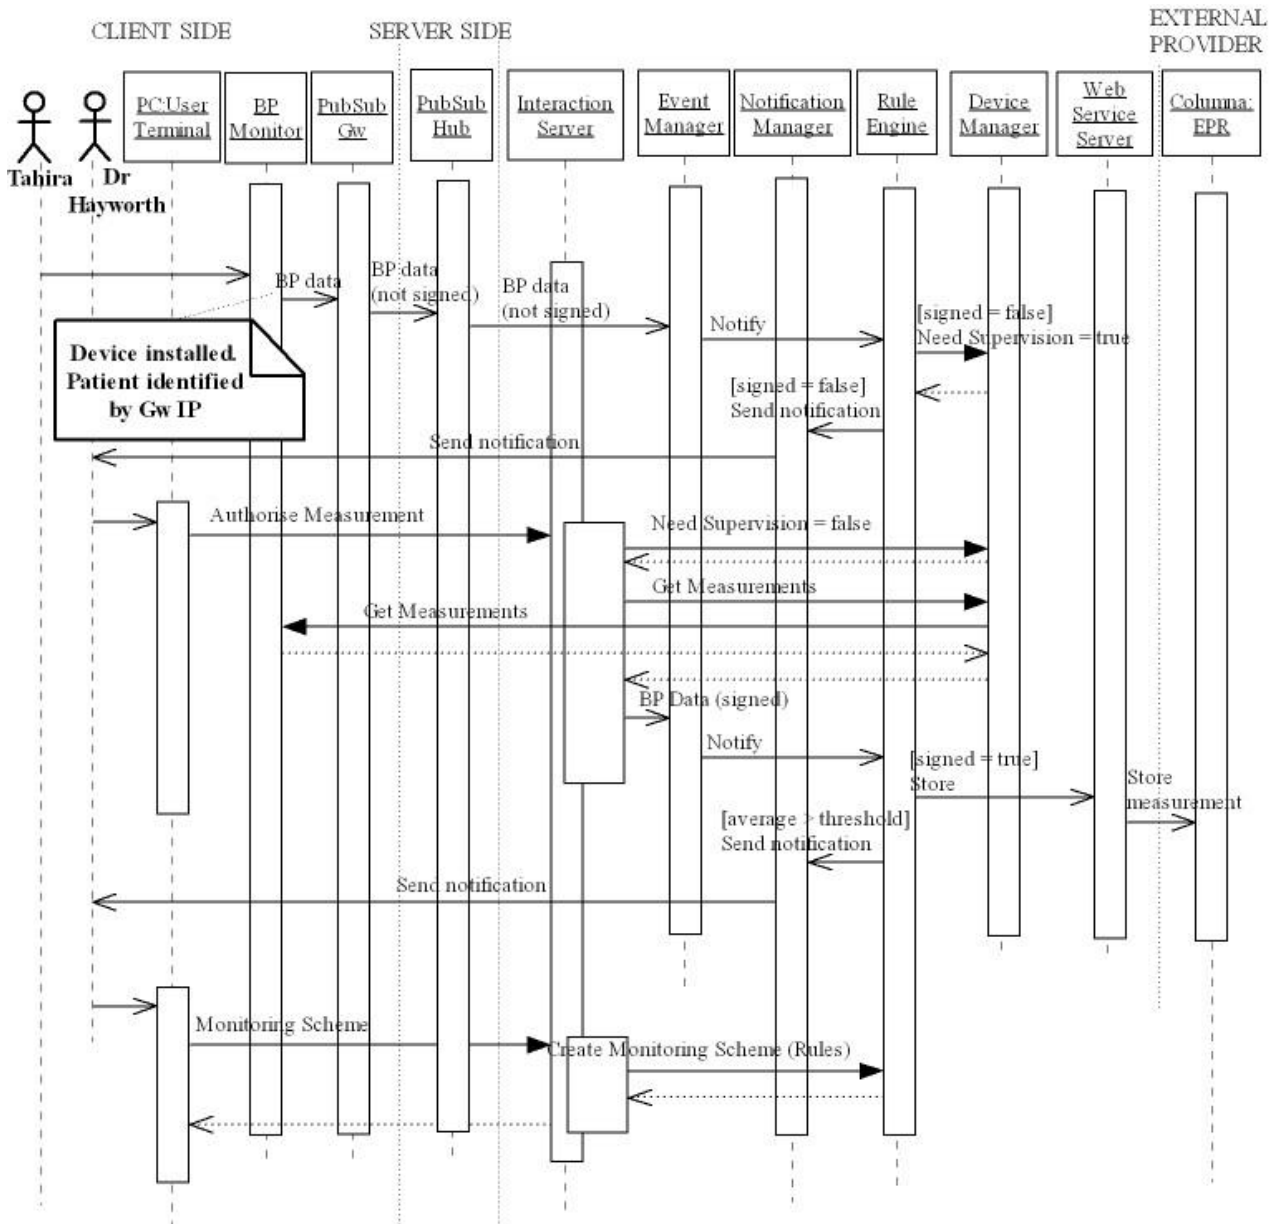 CLIENT SIDE
SERVER SIDE
EXTERNAL
PROVIDER
Tahira
Dr
Hayworth
PC:User
Terminal
BP
Monitor
PubSub
Gw
PubSub
Hub
Interaction
Server
Event
Manager
Notification
Manager
Rule
Engine
Device
Manager
Web
Service
Server
Columna:
EPR
BP data
BP data
(not signed)
BP data
(not signed)
Notify
[signed = false]
Need Supervision = true
Device installed.
Patient identified
by Gw IP
[signed = false]
Send notification
Send notification
Authorise Measurement
Need Supervision = false
Get Measurements
Get Measurements
BP Data (signed)
Notify
[signed = true]
Store
Store
measurement
[average > threshold]
Send notification
Send notification
Monitoring Scheme
Create Monitoring Scheme (Rules)